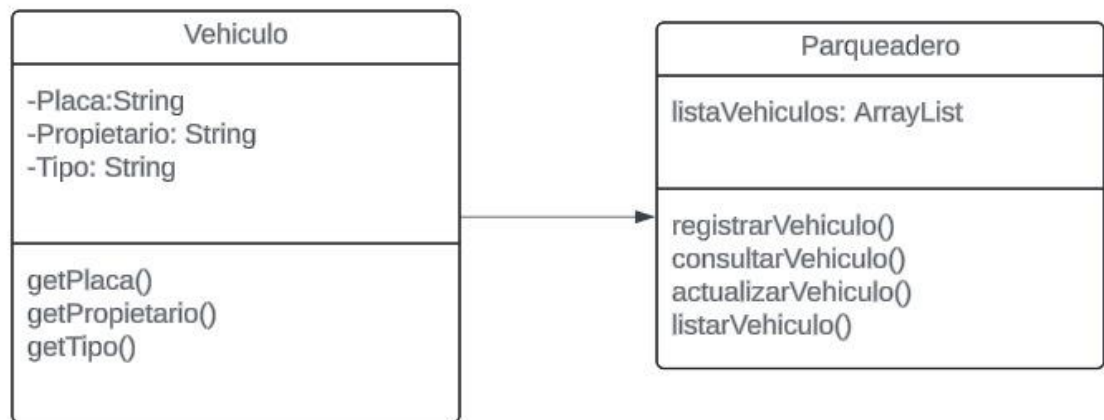 Vehiculo
-Placa:String
-Propietario: String
-Tipo: String
getPlaca()
getPropietario()
getTipo()
Parqueadero
listaVehiculos: ArrayList
registrarVehiculo()
consultarVehiculo()
actualizarVehiculo()
listarVehiculo()